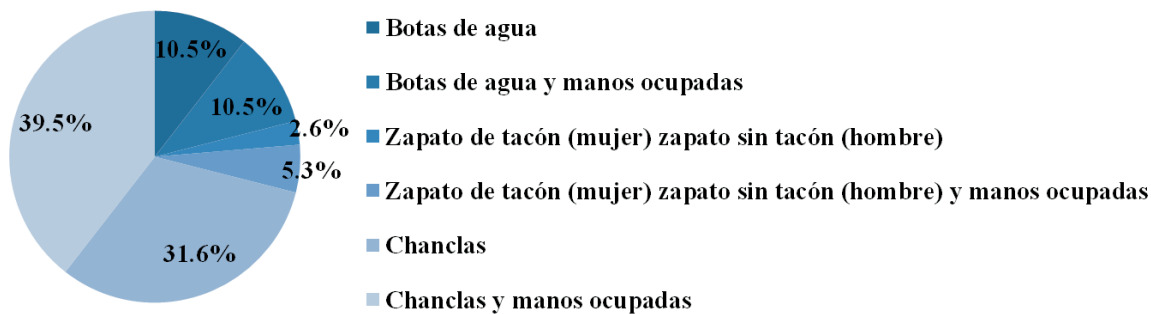 10.5%
10.5%
2.6%
5.3%
31.6%
39.5%
Botas de agua
Botas de agua y manos ocupadas
Zapato de tacón (mujer) zapato sin tacón (hombre)
Zapato de tacón (mujer) zapato sin tacón (hombre) y manos ocupadas
Chanclas
Chanclas y manos ocupadas